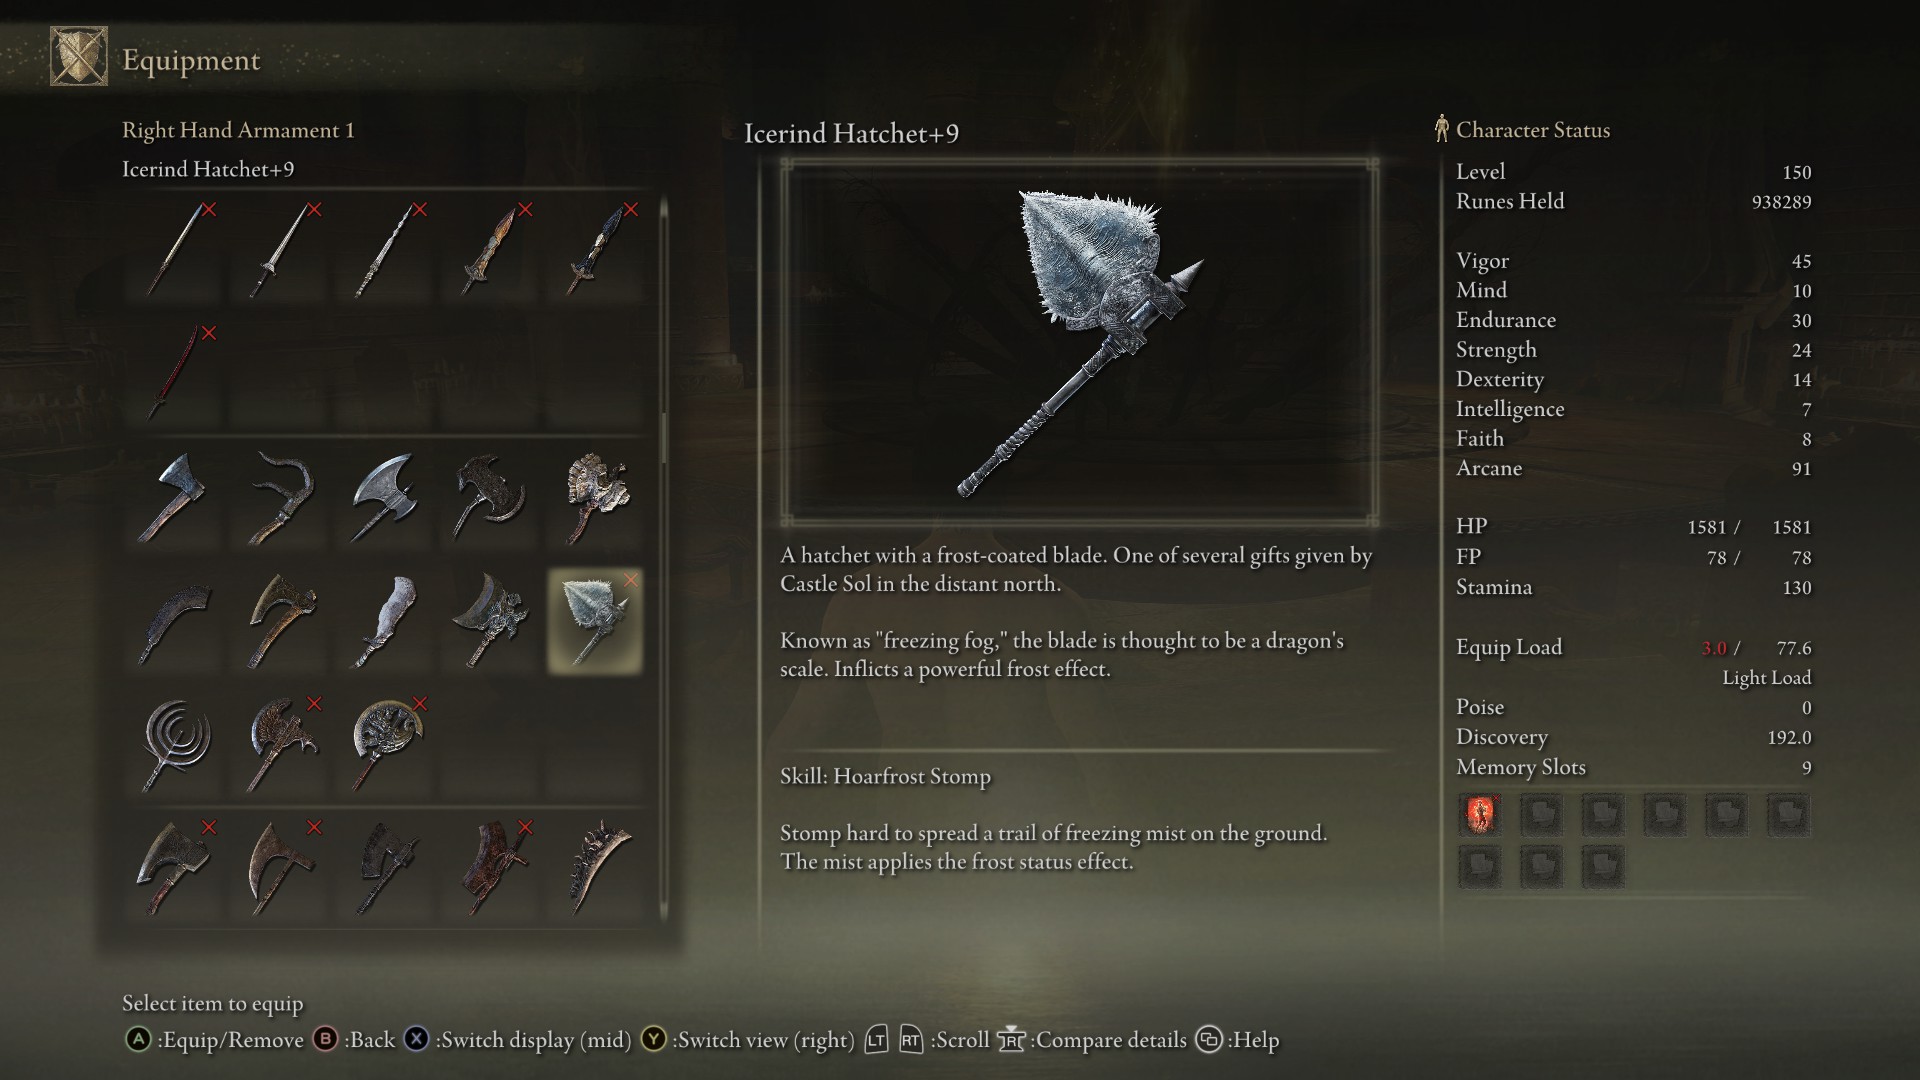 Equipment
Right Hand Armament 1
Icerind Hatchet+9
Icerind Hatchet+9
A hatchet with a frost-coated blade. One of several gifts given by
Castle Sol in the distant north.
Known as "freezing fog," the blade is thought to be a dragon's
scale. Inflicts a powerful frost effect.
Skill: Hoarfrost Stomp
Stomp hard to spread a trail of freezing mist on the ground.
The mist applies the frost status effect.
Character Status
Level 150
Runes Held 938289
Vigor 45
Mind 10
Endurance 30
Strength 24
Dexterity 14
Intelligence 7
Faith 8
Arcane 91
HP 1581 / 1581
FP 78 / 78
Stamina 130
Equip Load 3.0 / 77.6
Light Load
Poise 0
Discovery 192.0
Memory Slots 9
Select item to equip
A :Equip/Remove B :Back X :Switch display (mid) Y :Switch view (right) LT RT :Scroll R :Compare details :Help